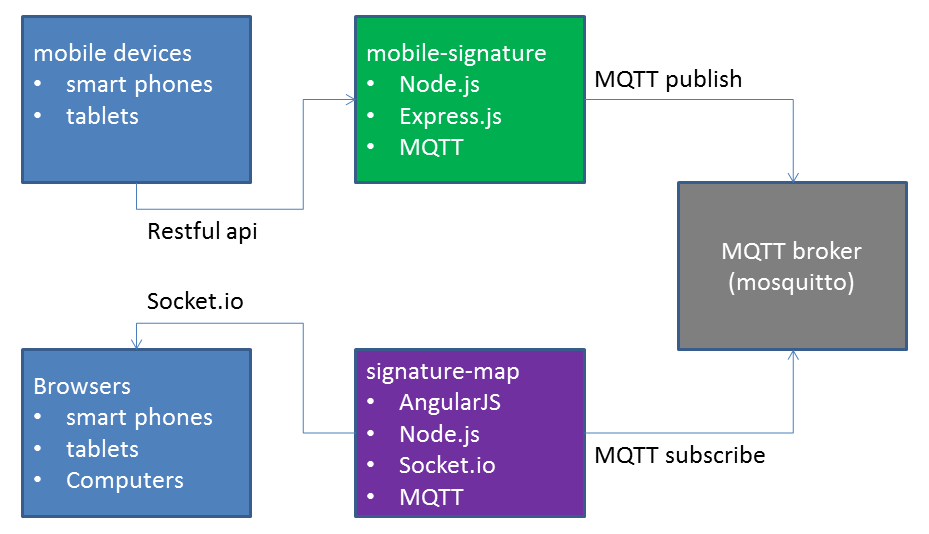 mobile devices
• smart phones
• tablets
mobile-signature
• Node.js
• Express.js
• MQTT
MQTT publish
Restful api
MQTT broker
(mosquitto)
Socket.io
Browsers
• smart phones
• tablets
• Computers
signature-map
• AngularJS
• Node.js
• Socket.io
• MQTT
MQTT subscribe